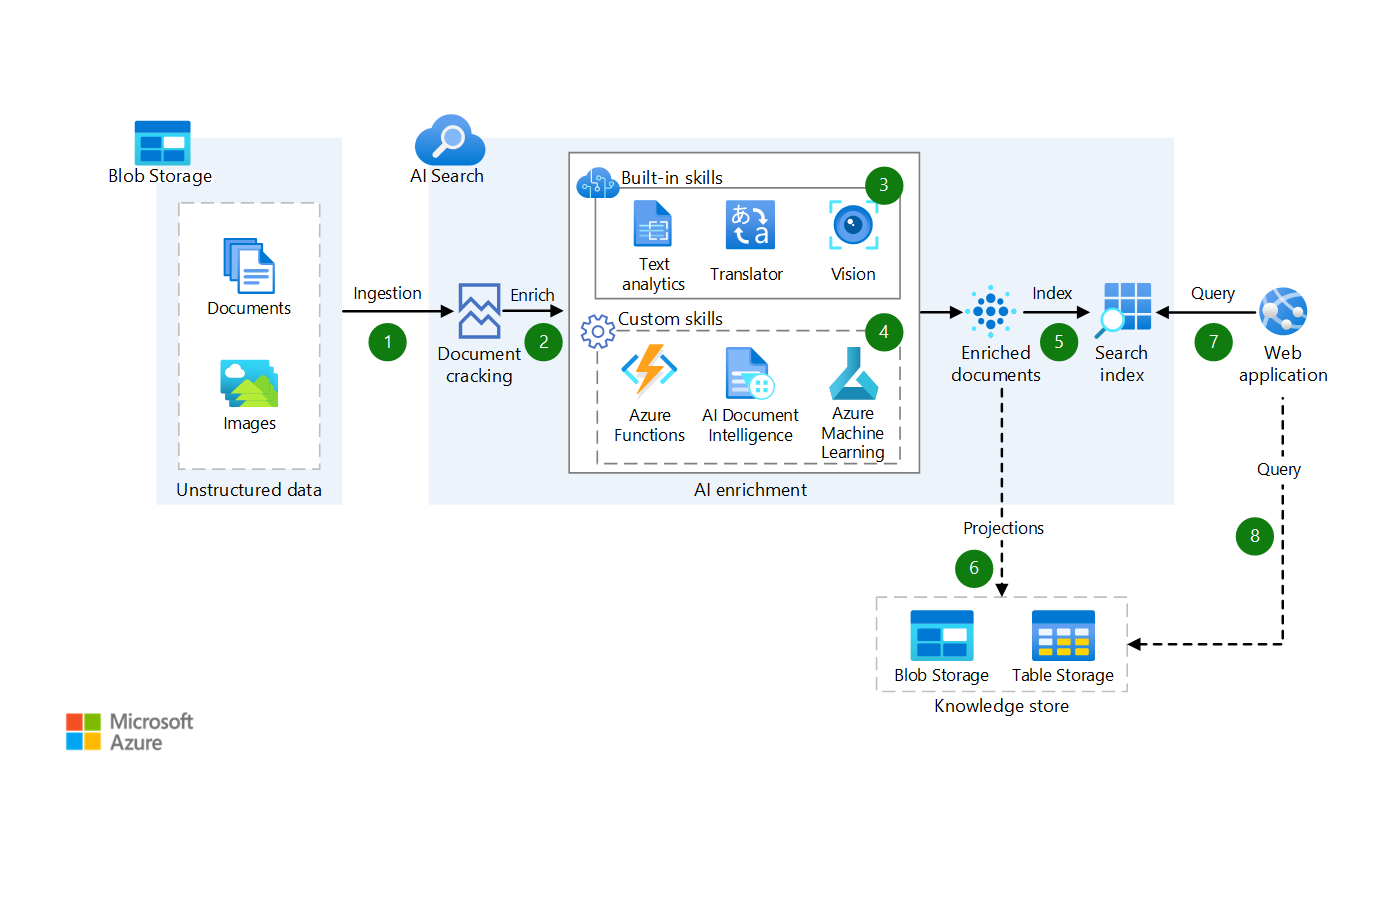 Blob Storage
Documents
Images
Unstructured data
Ingestion
1
AI Search
Document
cracking
Enrich
2
Built-in skills
3
Text
analytics
Translator
あ
a
Vision
Custom skills
4
Azure
Functions
AI Document
Intelligence
Azure
Machine
Learning
AI enrichment
Enriched
documents
Index
5
Search
index
Query
7
Web
application
Projections
6
Query
8
Blob Storage
Table Storage
Knowledge store
Microsoft
Azure